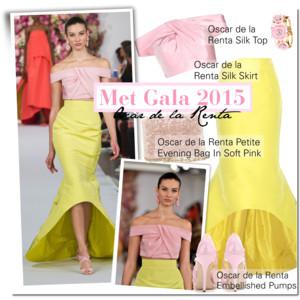 Oscar de la
Renta Silk Top
Oscar de la
Renta Silk Skirt
Met Gala 2015
Oscar de la Renta
Oscar de la Renta Petite
Evening Bag In Soft Pink
Oscar de la Renta
Embellished Pumps